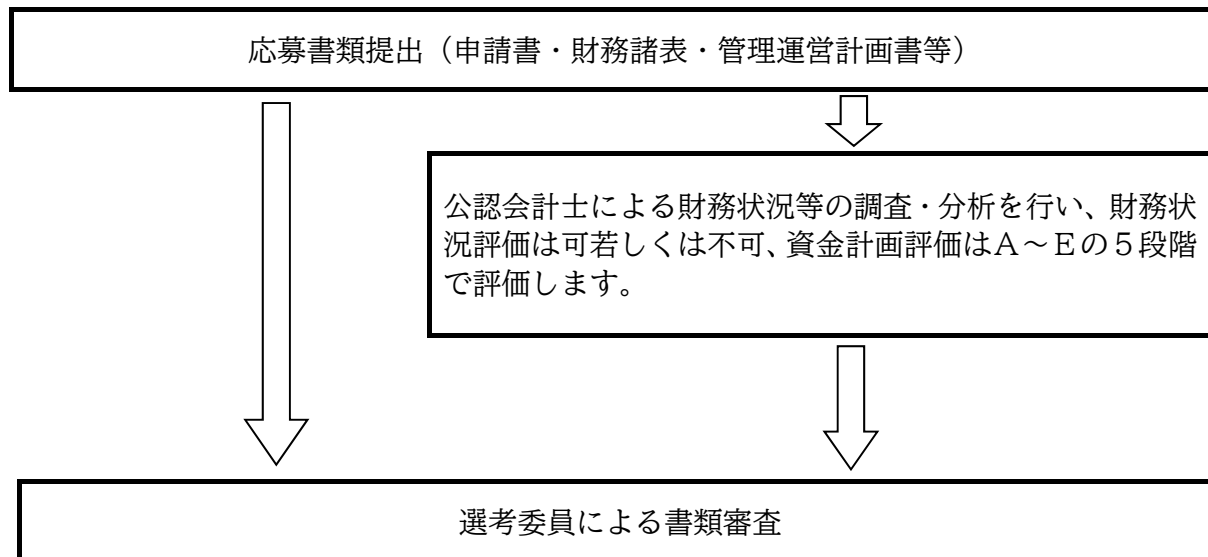 応募書類提出（申請書・財務諸表・管理運営計画書等）
公認会計士による財務状況等の調査・分析を行い、財務状
況評価は可若しくは不可、資金計画評価はＡ～Ｅの５段階
で評価します。
選考委員による書類審査